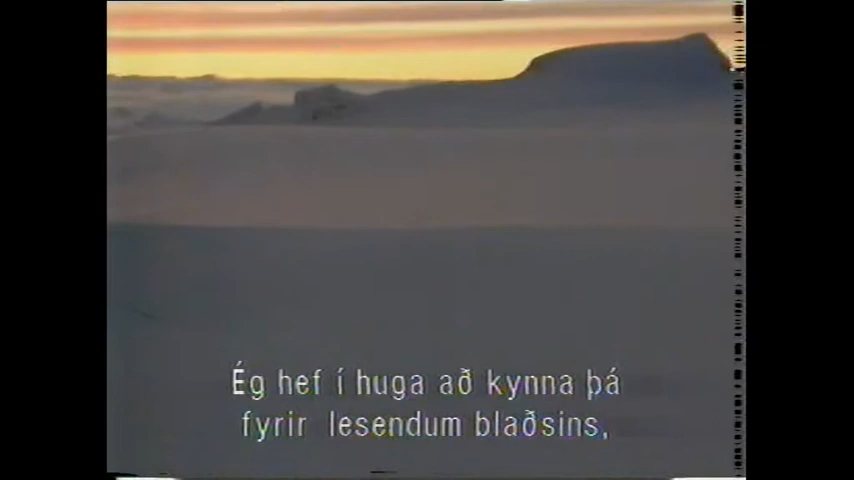 Ég hef í huga að kynna þá
fyrir lesendum blaðsins,